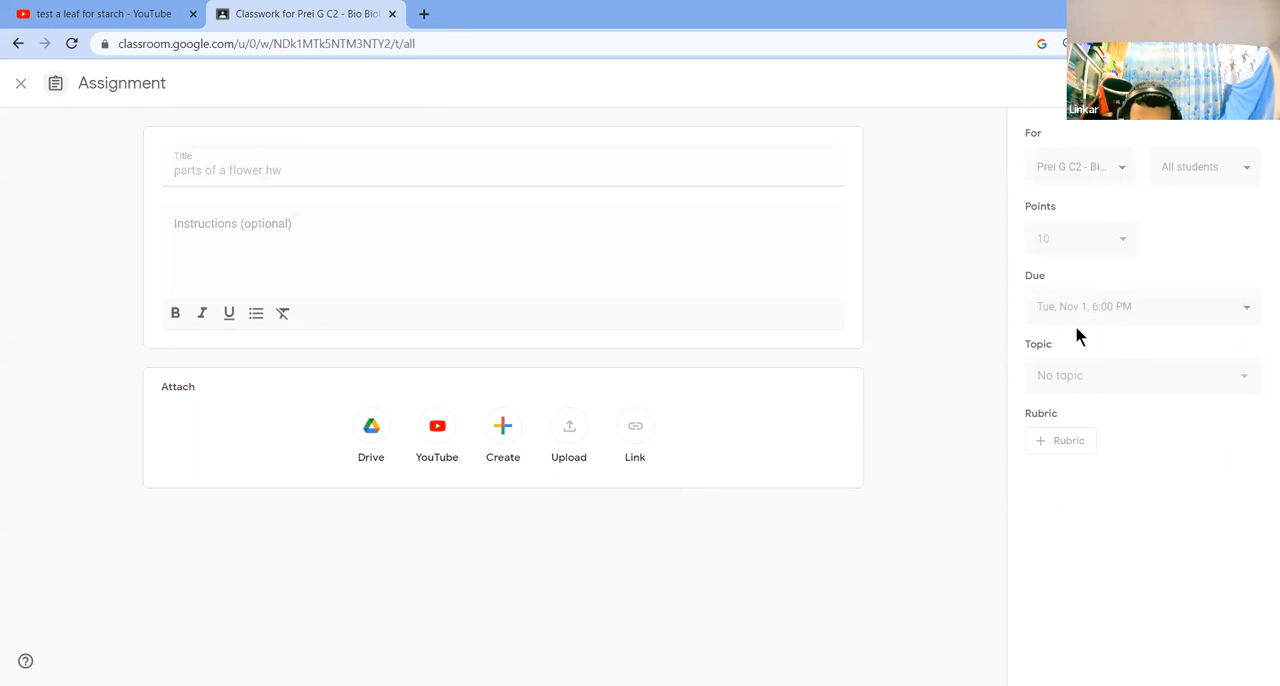 test a leaf for starch - YouTube
Classwork for Prei G C2 - Bio Biol
classroom.google.com/u/0/w/NDk1MTk5NTM3NTY2/t/all
Assignment
Linkar
Title
parts of a flower hw
Instructions (optional)
B I U
Attach
Drive YouTube Create Upload Link
For
Prei G C2 - Bi... All students
Points
10
Due
Tue, Nov 1, 6:00 PM
Topic
No topic
Rubric
+ Rubric